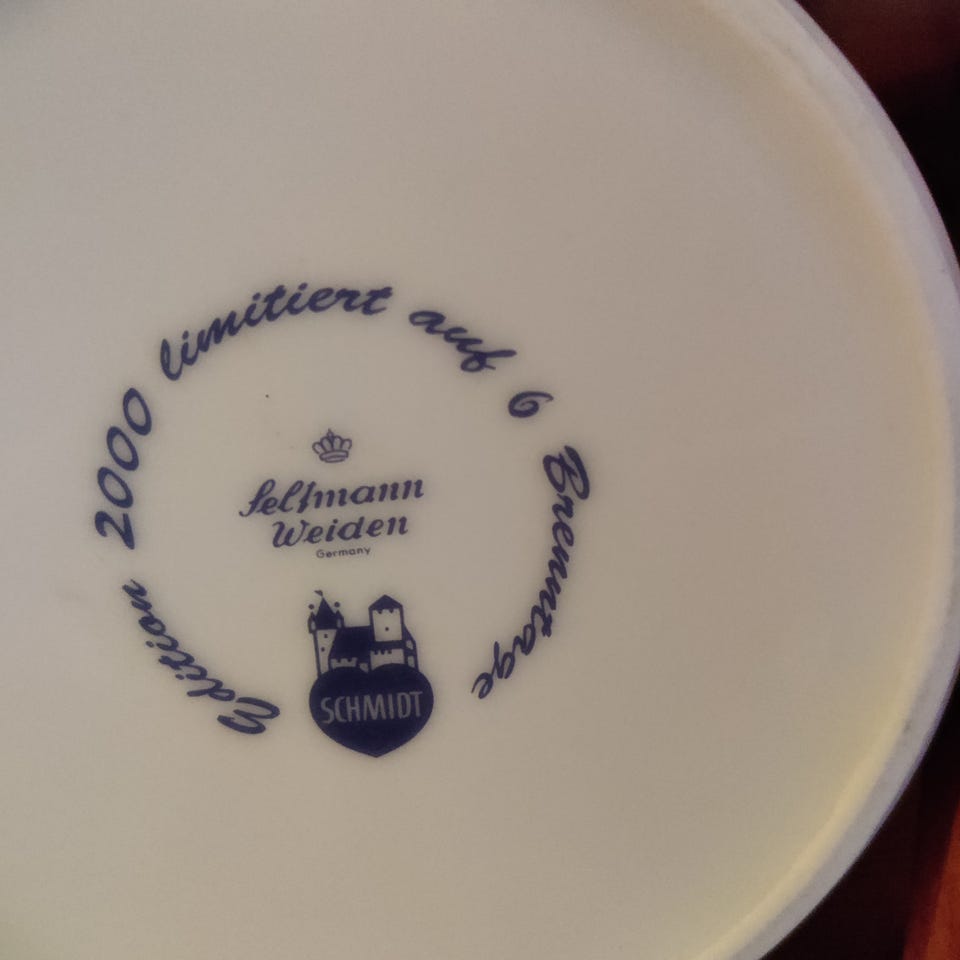 Edition 2000 limitiert auf 6 Brenntage
Seltmann
Weiden
Germany
SCHMIDT